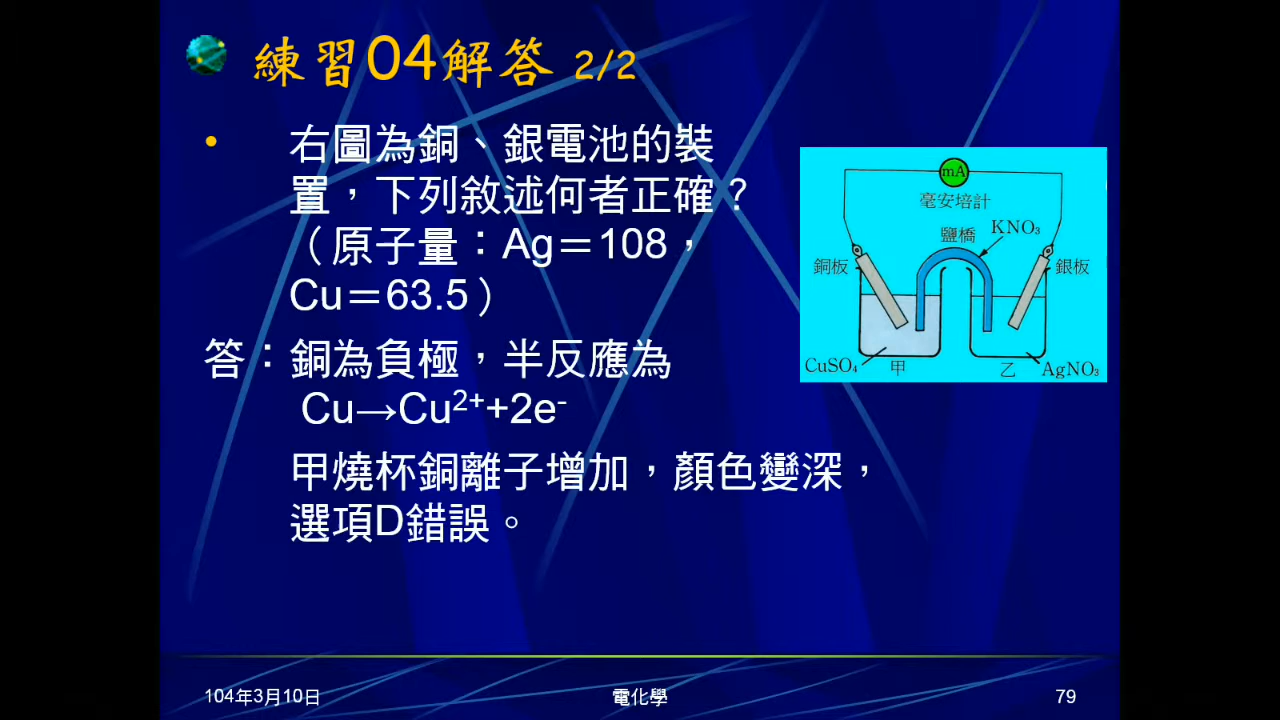 練習04解答 2/2
• 右圖為銅、銀電池的裝
置，下列敘述何者正確？
（原子量：Ag＝108，
Cu＝63.5）
答：銅為負極，半反應為
Cu→Cu²⁺+2e⁻
甲燒杯銅離子增加，顏色變深，
選項D錯誤。
mA
毫安培計
鹽橋 KNO₃
銅板
銀板
CuSO₄ 甲 乙 AgNO₃
104年3月10日 電化學 79